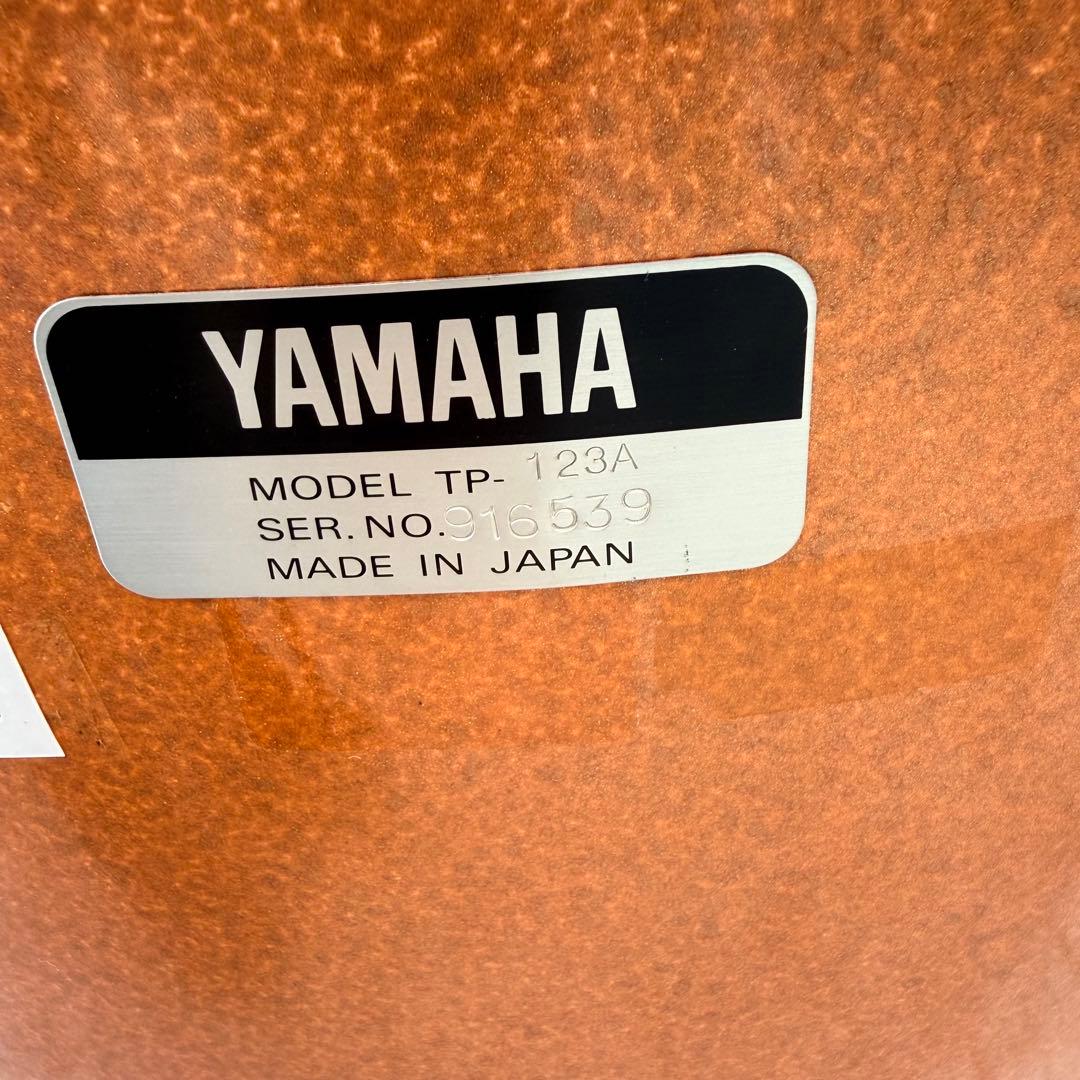 YAMAHA
MODEL TP- 123A
SER. NO. 916539
MADE IN JAPAN